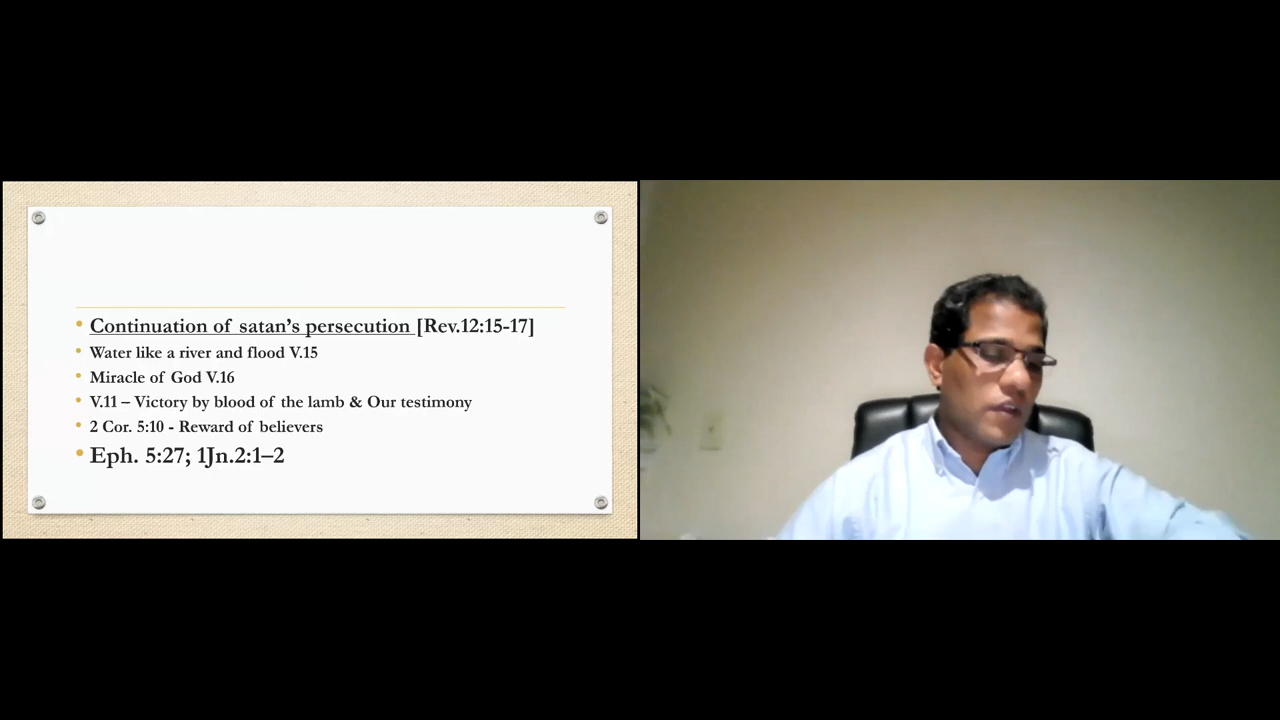 Continuation of satan's persecution [Rev.12:15-17]
Water like a river and flood V.15
Miracle of God V.16
V.11 – Victory by blood of the lamb & Our testimony
2 Cor. 5:10 - Reward of believers
Eph. 5:27; 1Jn.2:1–2